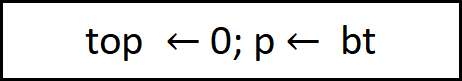 top ← 0; p ← bt